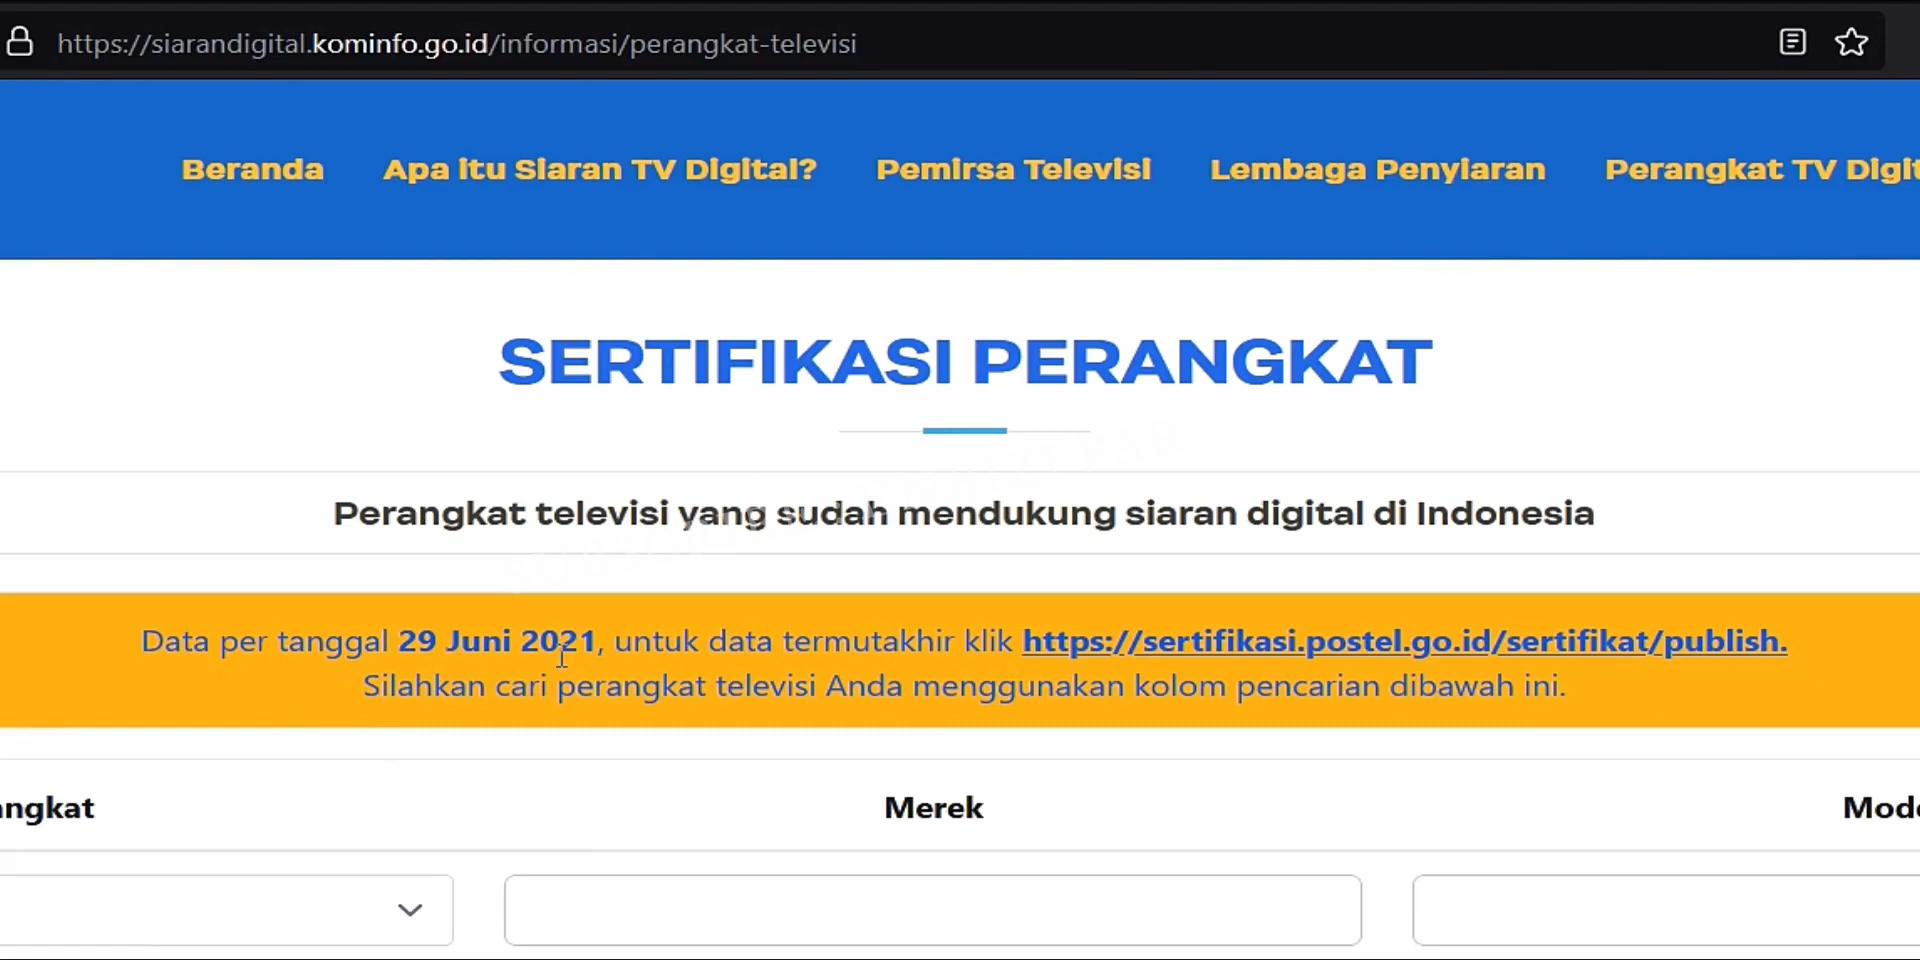 https://siarandigital.kominfo.go.id/informasi/perangkat-televisi
Beranda Apa itu Siaran TV Digital? Pemirsa Televisi Lembaga Penyiaran Perangkat TV Digit
SERTIFIKASI PERANGKAT
Perangkat televisi yang sudah mendukung siaran digital di Indonesia
Data per tanggal 29 Juni 2021, untuk data termutakhir klik https://sertifikasi.postel.go.id/sertifikat/publish.
Silahkan cari perangkat televisi Anda menggunakan kolom pencarian dibawah ini.
angkat Merek Mode